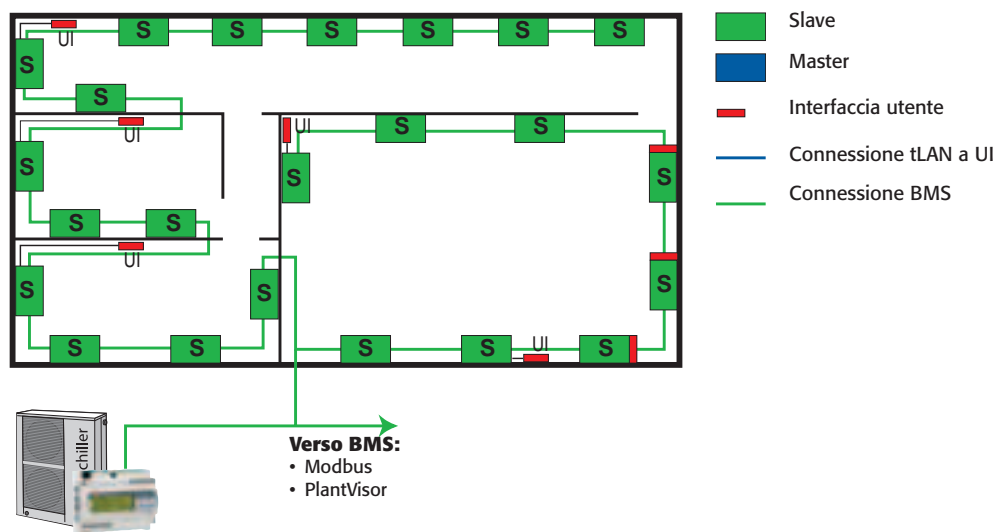 UI
S S S S S S
S
S
UI
S
S S
UI
S
S
S S
UI
S
S S
S
S
UI
S S S
Slave
Master
Interfaccia utente
Connessione tLAN a UI
Connessione BMS
chiller
Verso BMS:
• Modbus
• PlantVisor